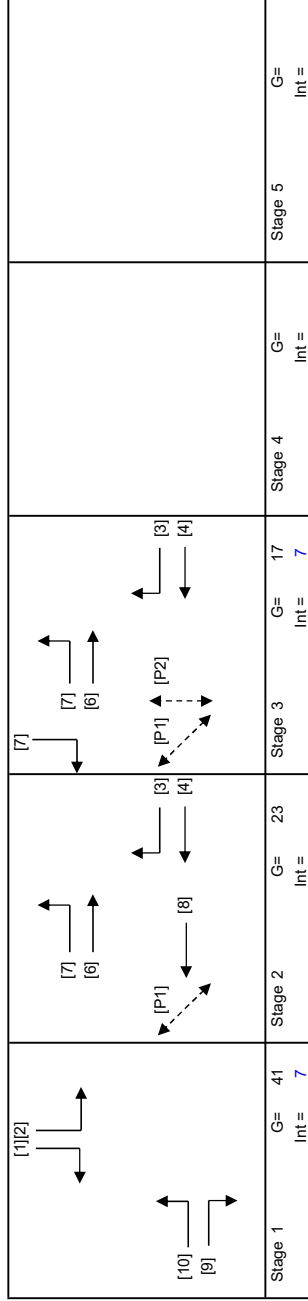 [1][2]
[10]
[9]
Stage 1
G= 41
Int = 7
[7]
[6]
[3]
[4]
[P1]
[8]
Stage 2
G= 23
Int =
[7]
[7]
[6]
[3]
[4]
[P1]
[P2]
Stage 3
G= 17
Int = 7
Stage 4
G=
Int =
Stage 5
G=
Int =